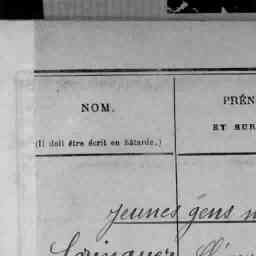 NOM.
PRÉN
ET SUR
(Il doit être écrit en Bâtarde.)
jeunes gens n